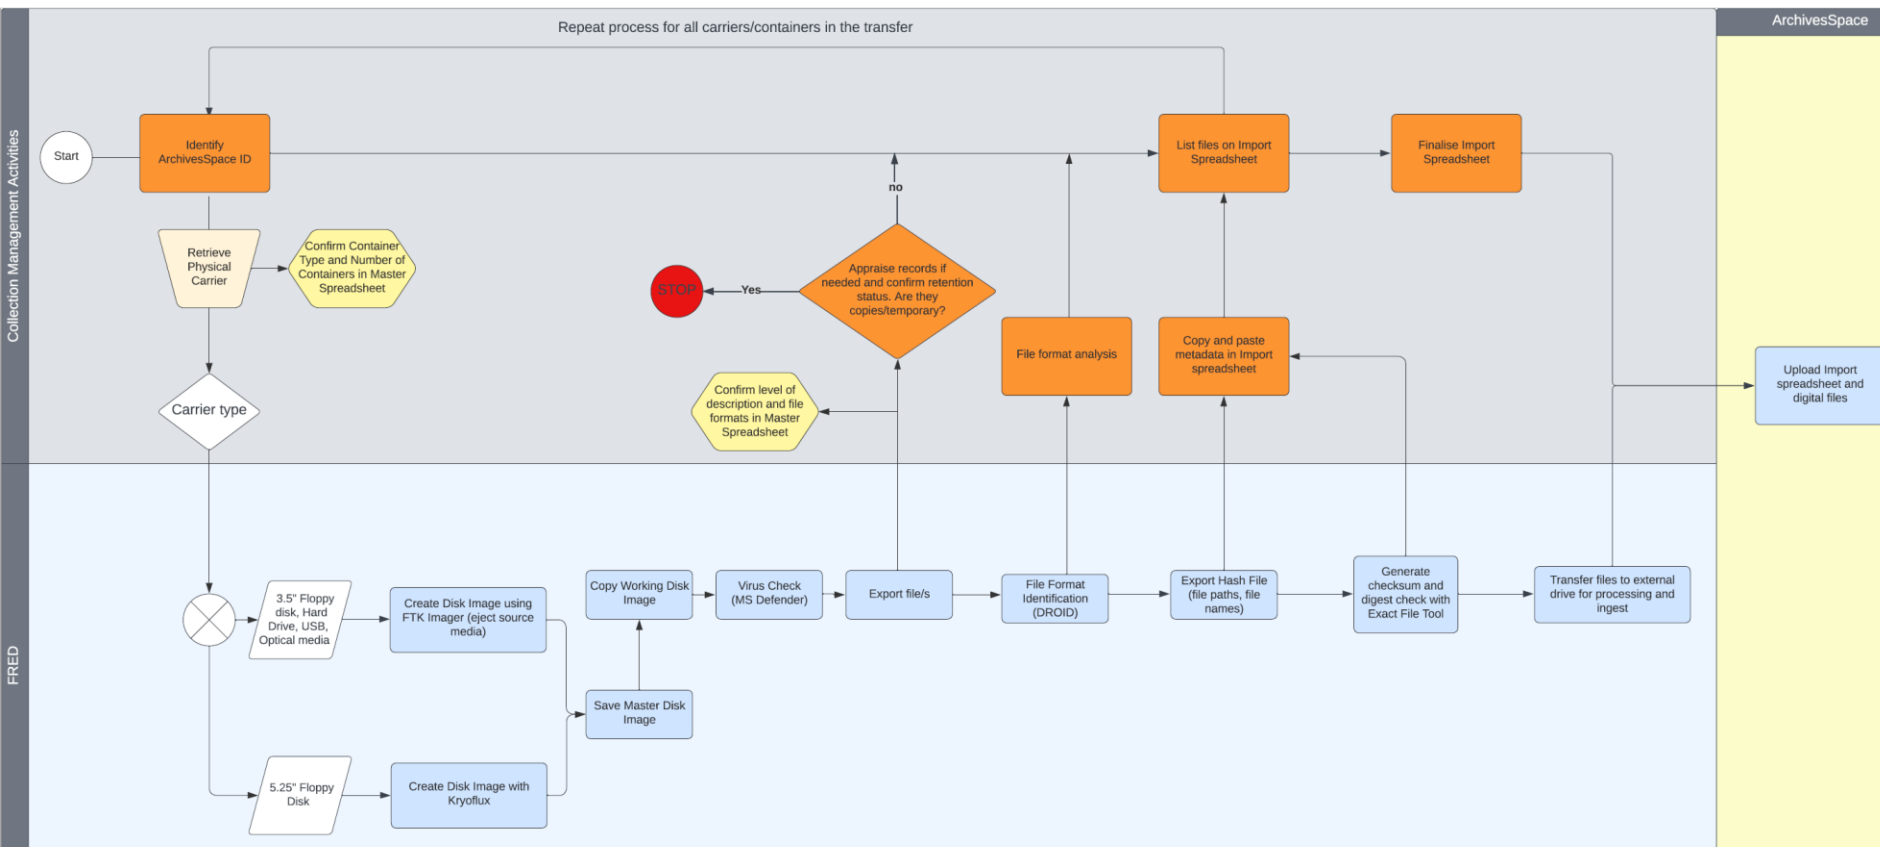 Repeat process for all carriers/containers in the transfer
ArchivesSpace
Collection Management Activities
Start
Identify
ArchivesSpace ID
List files on Import
Spreadsheet
Finalise Import
Spreadsheet
no
Retrieve
Physical
Carrier
Confirm Container
Type and Number of
Containers in Master
Spreadsheet
STOP
Yes
Appraise records if
needed and confirm retention
status. Are they
copies/temporary?
File format analysis
Copy and paste
metadata in Import
spreadsheet
Upload Import
spreadsheet and
digital files
Carrier type
Confirm level of
description and file
formats in Master
Spreadsheet
FRED
3.5" Floppy
disk, Hard
Drive, USB,
Optical media
Create Disk Image using
FTK Imager (eject source
media)
Copy Working Disk
Image
Virus Check
(MS Defender)
Export file/s
File Format
Identification
(DROID)
Export Hash File
(file paths, file
names)
Generate
checksum and
digest check with
Exact File Tool
Transfer files to external
drive for processing and
ingest
Save Master Disk
Image
5.25" Floppy
Disk
Create Disk Image with
Kryoflux